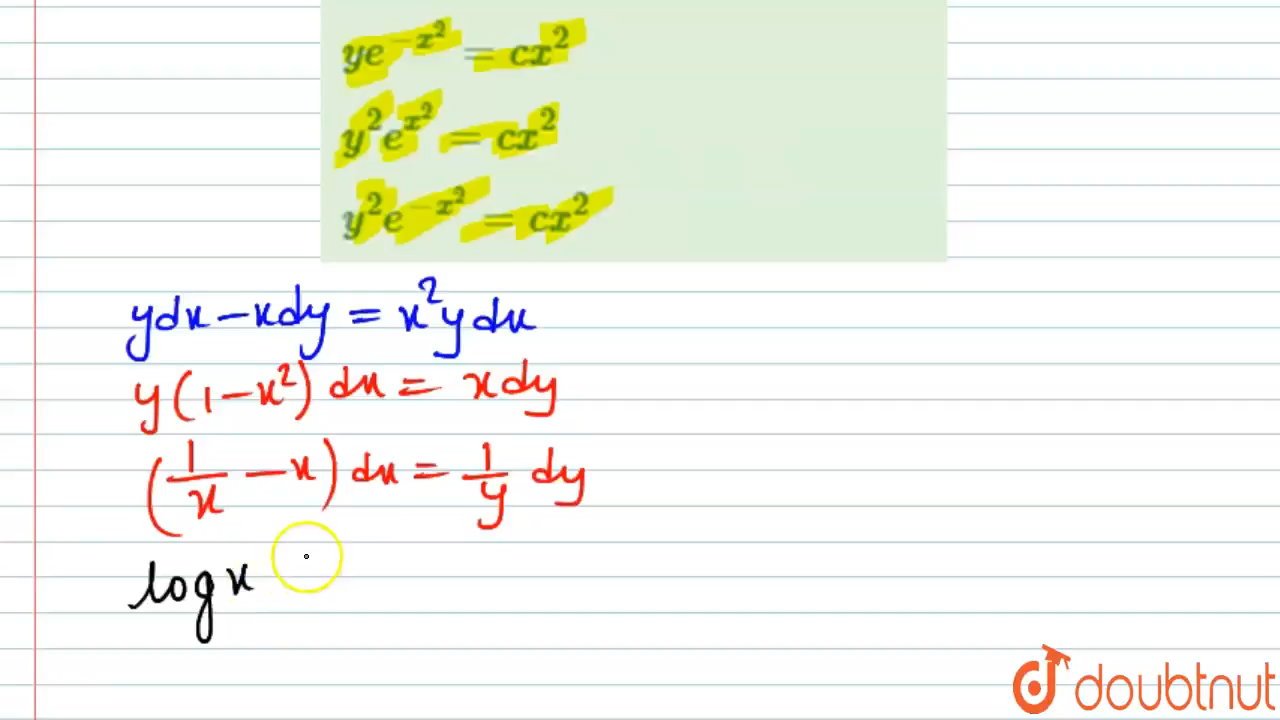 ye^{-x^2} = cx^2
y^2e^{x^2} = cx^2
y^2e^{-x^2} = cx^2
ydx - xdy = x^2ydx
y(1-x^2)dx = xdy
(1/x - x)dx = 1/y dy
log x
doubtnut